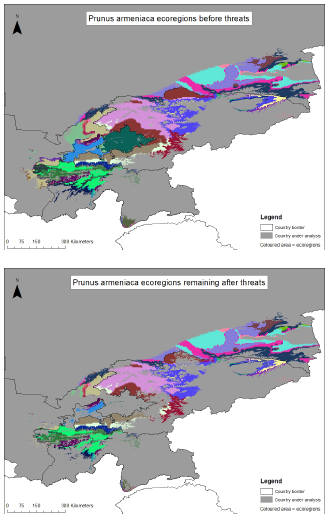 Prunus armeniaca ecoregions before threats
N
Legend
Country border
Country under analysis
Coloured area = ecoregions
0 75 150 300 Kilometers
Prunus armeniaca ecoregions remaining after threats
N
Legend
Country border
Country under analysis
Coloured area = ecoregions
0 75 150 300 Kilometers